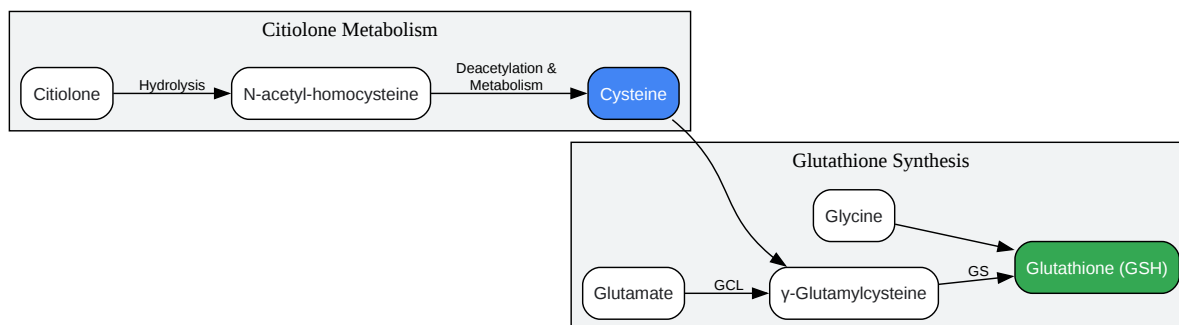 Citiolone Metabolism
Citiolone
Hydrolysis
N-acetyl-homocysteine
Deacetylation &
Metabolism
Cysteine
Glutathione Synthesis
Glycine
Glutamate
GCL
γ-Glutamylcysteine
GS
Glutathione (GSH)